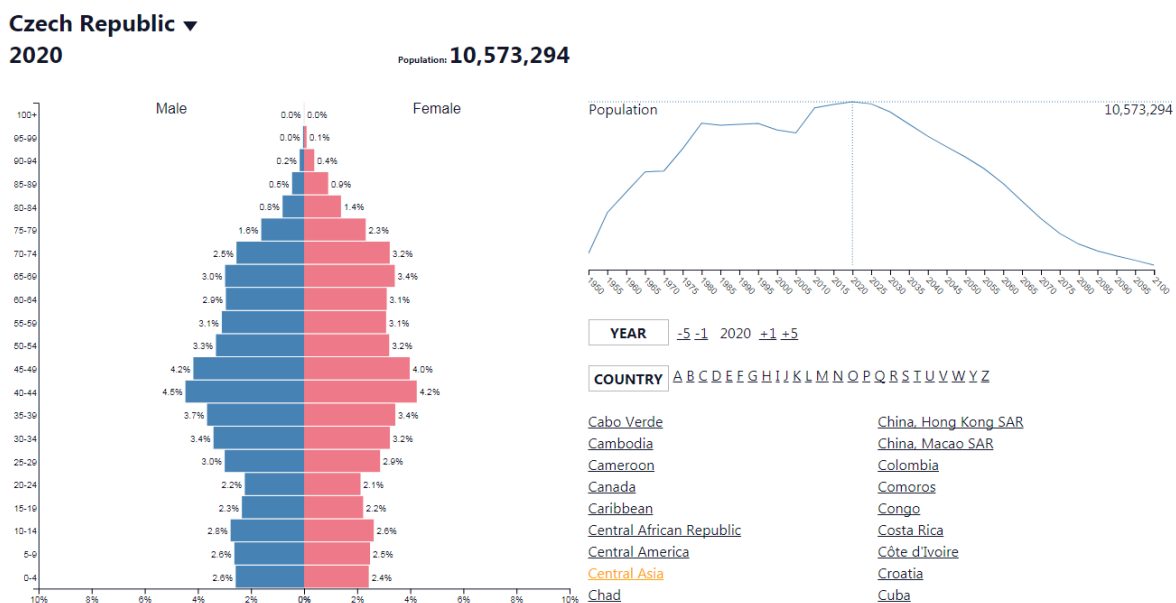 Czech Republic
2020 Population: 10,573,294
Male Female
100+ 0.0% 0.0%
95-99 0.0% 0.1%
90-94 0.2% 0.4%
85-89 0.5% 0.9%
80-84 0.8% 1.4%
75-79 1.6% 2.3%
70-74 2.5% 3.2%
65-69 3.0% 3.4%
60-64 2.9% 3.1%
55-59 3.1% 3.1%
50-54 3.3% 3.2%
45-49 4.2% 4.0%
40-44 4.5% 4.2%
35-39 3.7% 3.4%
30-34 3.4% 3.2%
25-29 3.0% 2.9%
20-24 2.2% 2.1%
15-19 2.3% 2.2%
10-14 2.8% 2.6%
5-9 2.6% 2.5%
0-4 2.6% 2.4%
10% 8% 6% 4% 2% 0% 2% 4% 6% 8% 10%
Population 10,573,294
1950 1955 1960 1965 1970 1975 1980 1985 1990 1995 2000 2005 2010 2015 2020 2025 2030 2035 2040 2045 2050 2055 2060 2065 2070 2075 2080 2085 2090 2095 2100
YEAR -5 -1 2020 +1 +5
COUNTRY A B C D E F G H I J K L M N O P Q R S T U V W Y Z
Cabo Verde
Cambodia
Cameroon
Canada
Caribbean
Central African Republic
Central America
Central Asia
Chad
China, Hong Kong SAR
China, Macao SAR
Colombia
Comoros
Congo
Costa Rica
Côte d'Ivoire
Croatia
Cuba